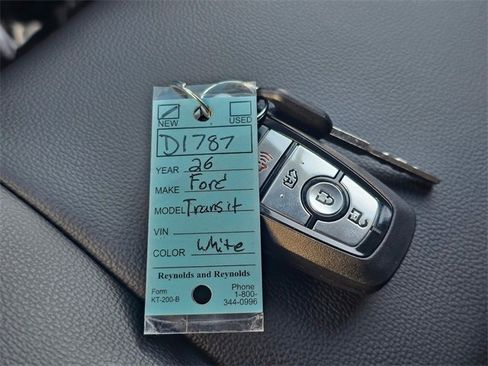 NEW USED
D1787
YEAR 26
MAKE Ford
MODEL Transit
VIN
COLOR White
Reynolds and Reynolds
Form
KT-200-B
Phone
1-800-
344-0996